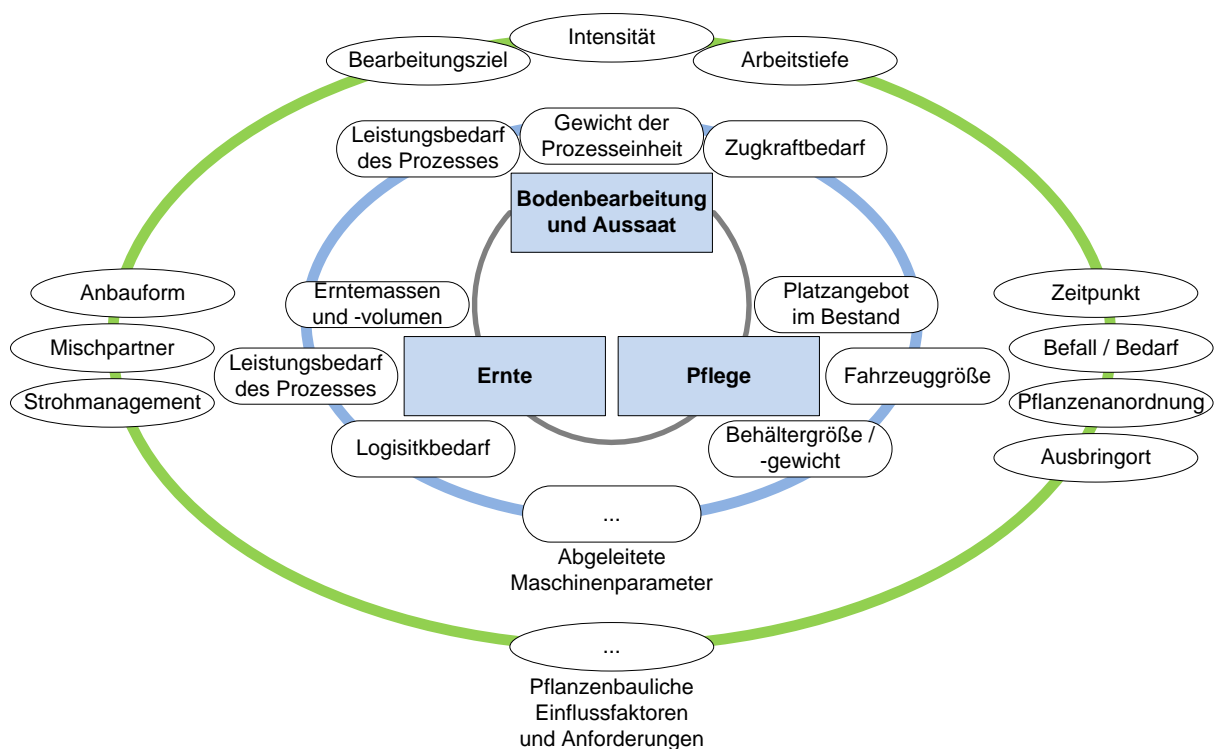 Intensität
Bearbeitungsziel
Arbeitstiefe
Leistungsbedarf
des Prozesses
Gewicht der
Prozesseinheit
Zugkraftbedarf
Bodenbearbeitung
und Aussaat
Anbauform
Mischpartner
Strohmanagement
Erntemassen
und -volumen
Leistungsbedarf
des Prozesses
Logisitkbedarf
Ernte
Pflege
Platzangebot
im Bestand
Fahrzeuggröße
Behältergröße /
-gewicht
Zeitpunkt
Befall / Bedarf
Pflanzenanordnung
Ausbringort
...
Abgeleitete
Maschinenparameter
...
Pflanzenbauliche
Einflussfaktoren
und Anforderungen